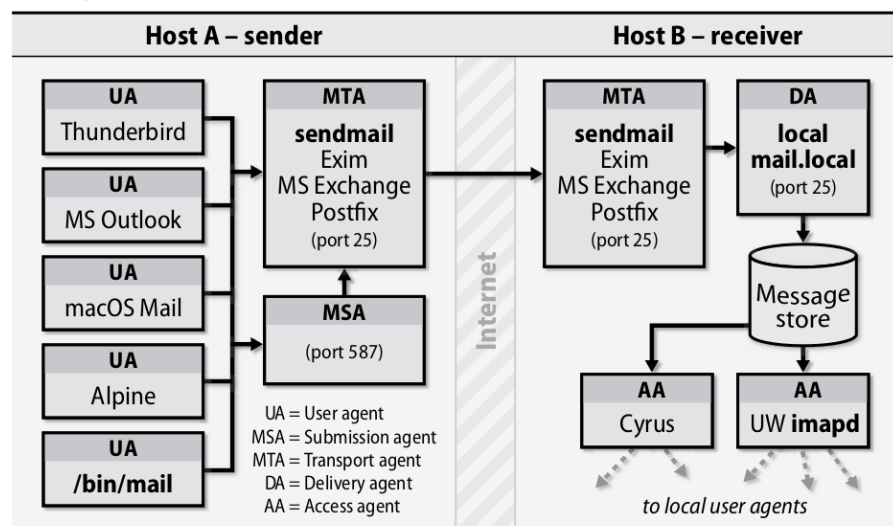 Host A – sender
Host B – receiver
UA
Thunderbird
UA
MS Outlook
UA
macOS Mail
UA
Alpine
UA
/bin/mail
MTA
sendmail
Exim
MS Exchange
Postfix
(port 25)
MSA
(port 587)
UA = User agent
MSA = Submission agent
MTA = Transport agent
DA = Delivery agent
AA = Access agent
Internet
MTA
sendmail
Exim
MS Exchange
Postfix
(port 25)
DA
local
mail.local
(port 25)
Message
store
AA
Cyrus
AA
UW imapd
to local user agents